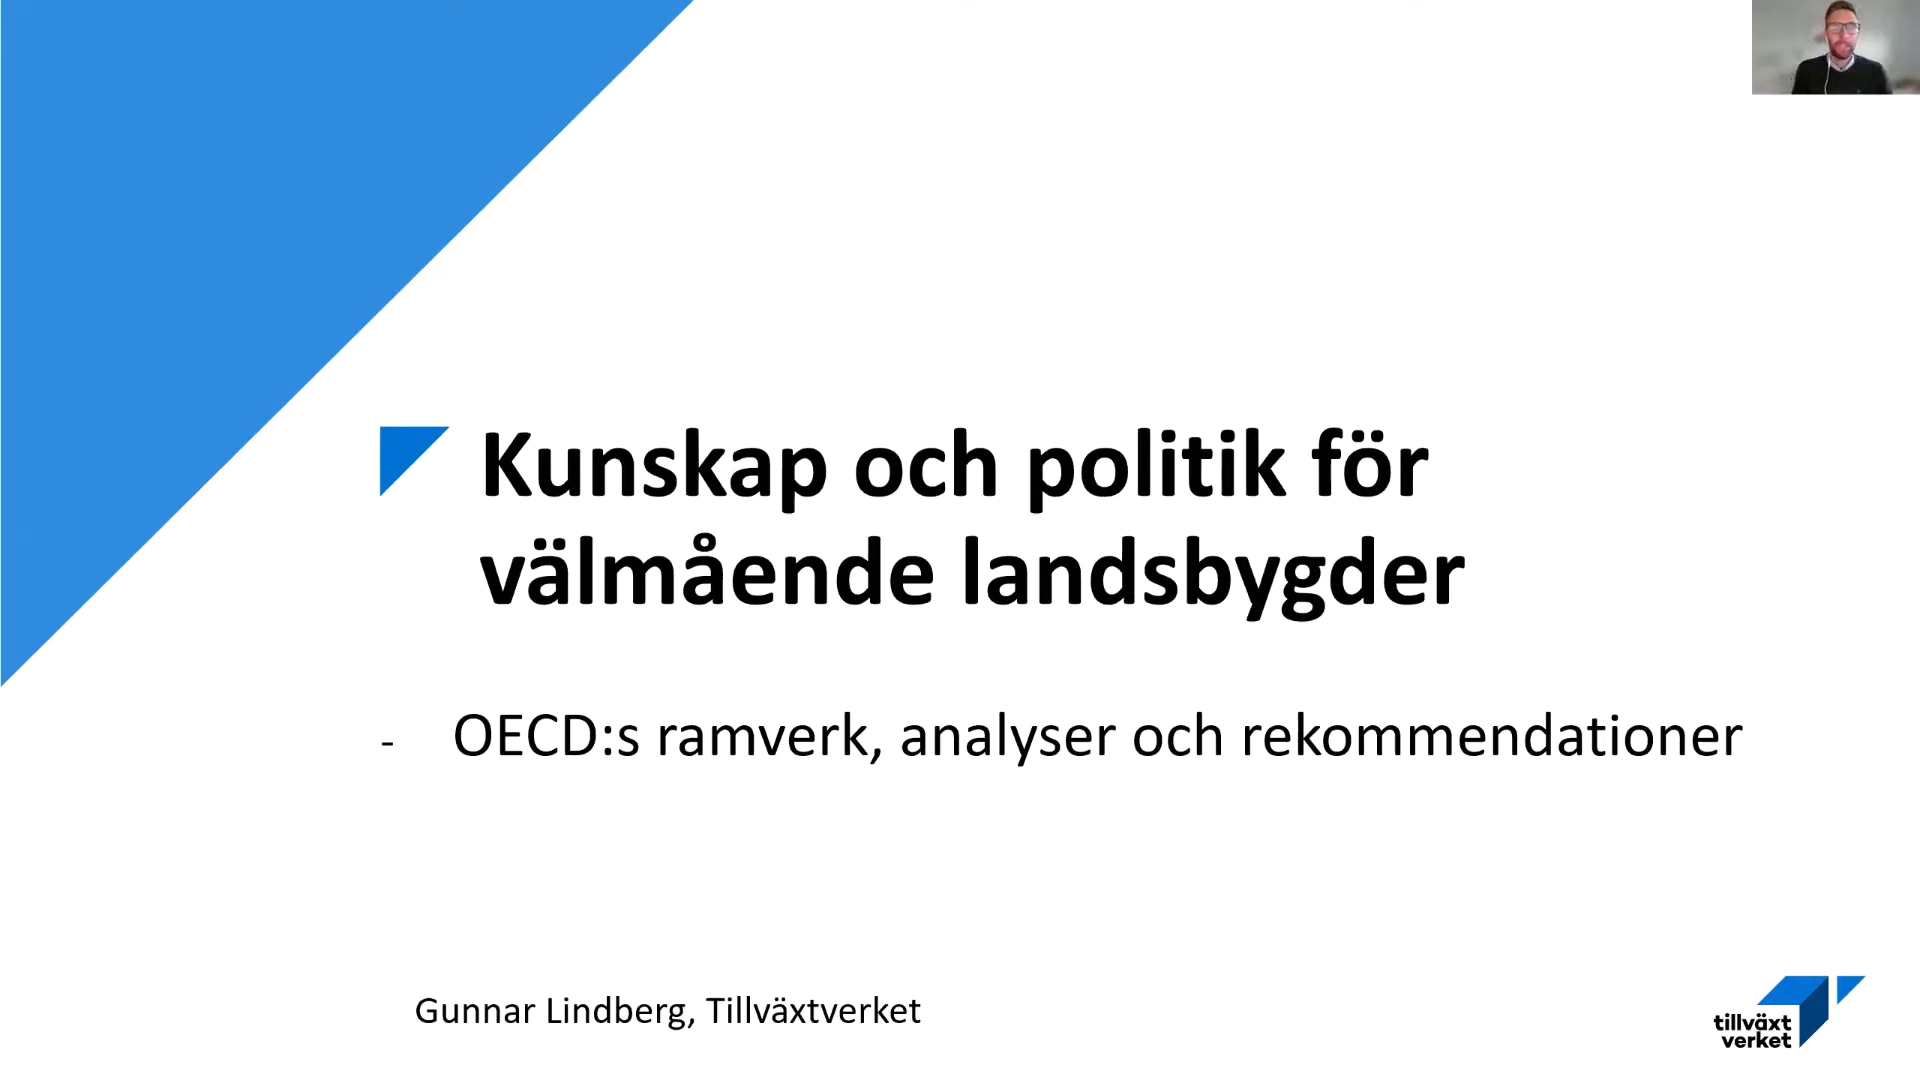 Kunskap och politik för
välmående landsbygder
- OECD:s ramverk, analyser och rekommendationer
Gunnar Lindberg, Tillväxtverket
tillväxt
verket